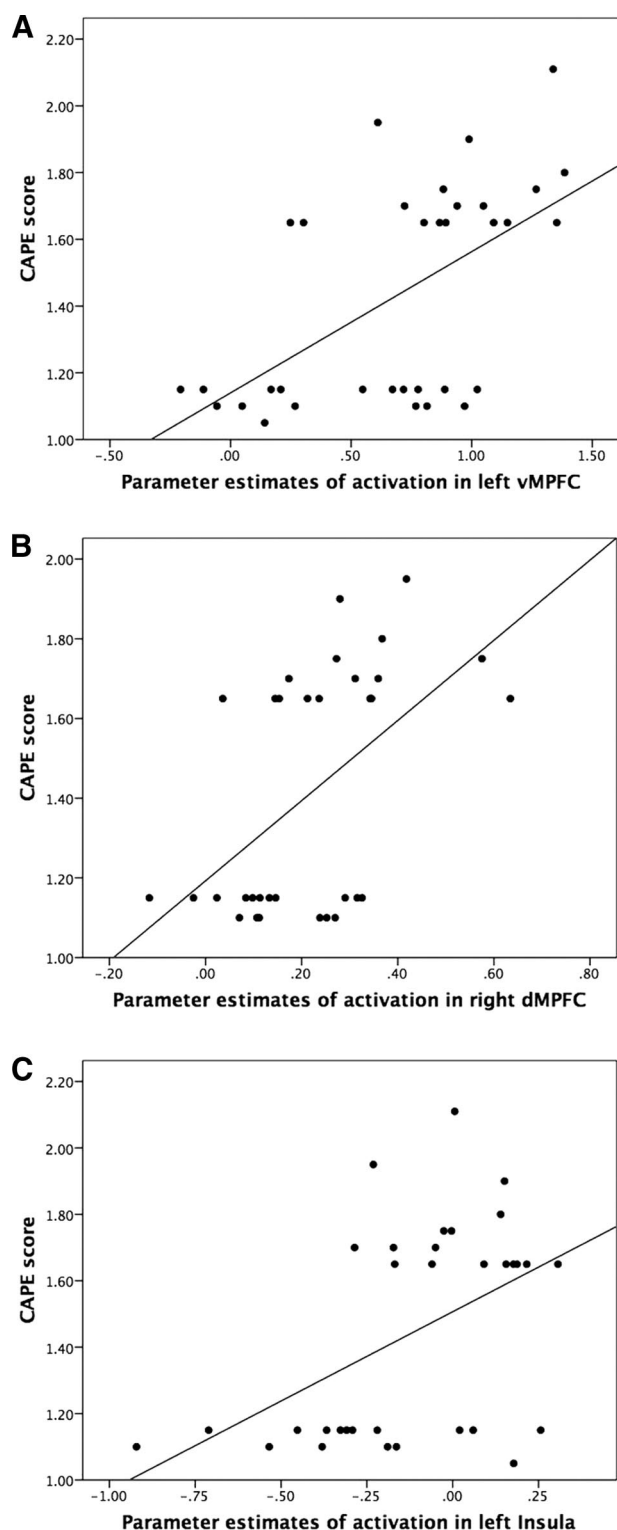 A
2.20
2.00
1.80
1.60
1.40
1.20
1.00
CAPE score
-.50 .00 .50 1.00 1.50
Parameter estimates of activation in left vMPFC
B
2.00
1.80
1.60
1.40
1.20
1.00
CAPE score
-.20 .00 .20 .40 .60 .80
Parameter estimates of activation in right dMPFC
C
2.20
2.00
1.80
1.60
1.40
1.20
1.00
CAPE score
-1.00 -.75 -.50 -.25 .00 .25
Parameter estimates of activation in left Insula